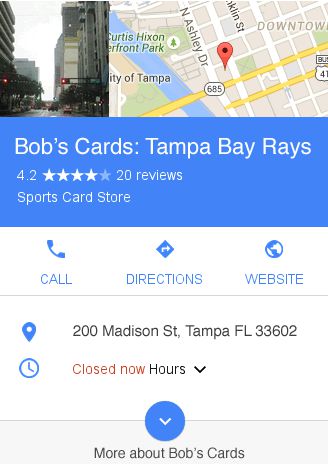 Curtis Hixon
erfront Park
N Ashley Dr
nkin St
DOWNTOW
ity of Tampa
685
BUS
41
Bob's Cards: Tampa Bay Rays
4.2 ★★★★★ 20 reviews
Sports Card Store
CALL
DIRECTIONS
WEBSITE
200 Madison St, Tampa FL 33602
Closed now Hours
More about Bob's Cards